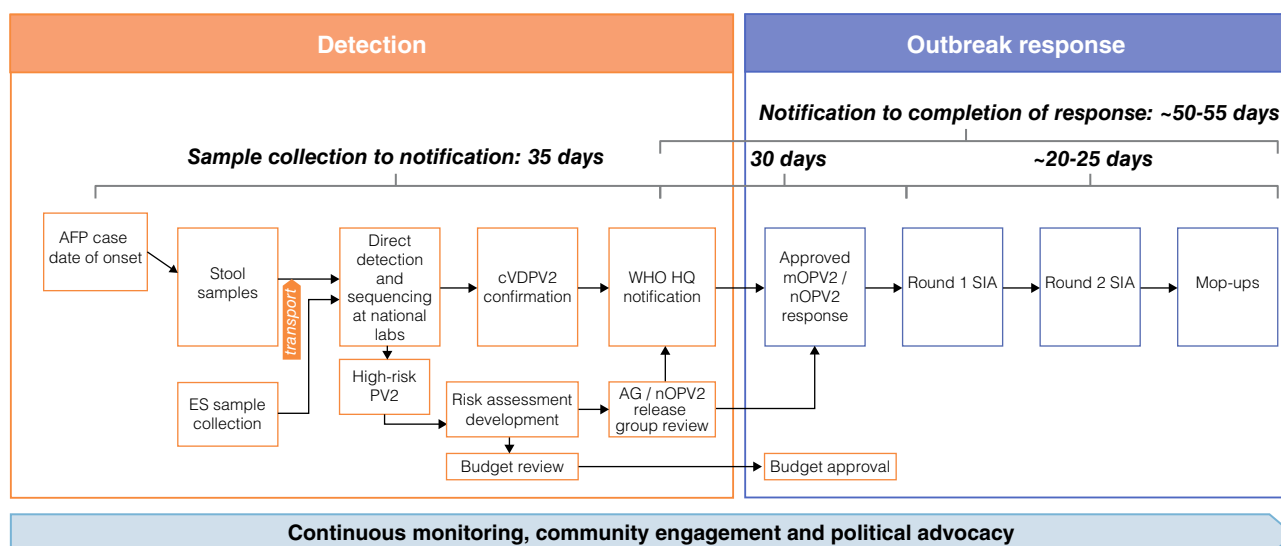 Detection
Outbreak response
Notification to completion of response: ~50-55 days
Sample collection to notification: 35 days
30 days
~20-25 days
AFP case
date of onset
Stool
samples
transport
Direct
detection
and
sequencing
at national
labs
cVDPV2
confirmation
WHO HQ
notification
Approved
mOPV2 /
nOPV2
response
Round 1 SIA
Round 2 SIA
Mop-ups
ES sample
collection
High-risk
PV2
Risk assessment
development
AG / nOPV2
release
group review
Budget review
Budget approval
Continuous monitoring, community engagement and political advocacy